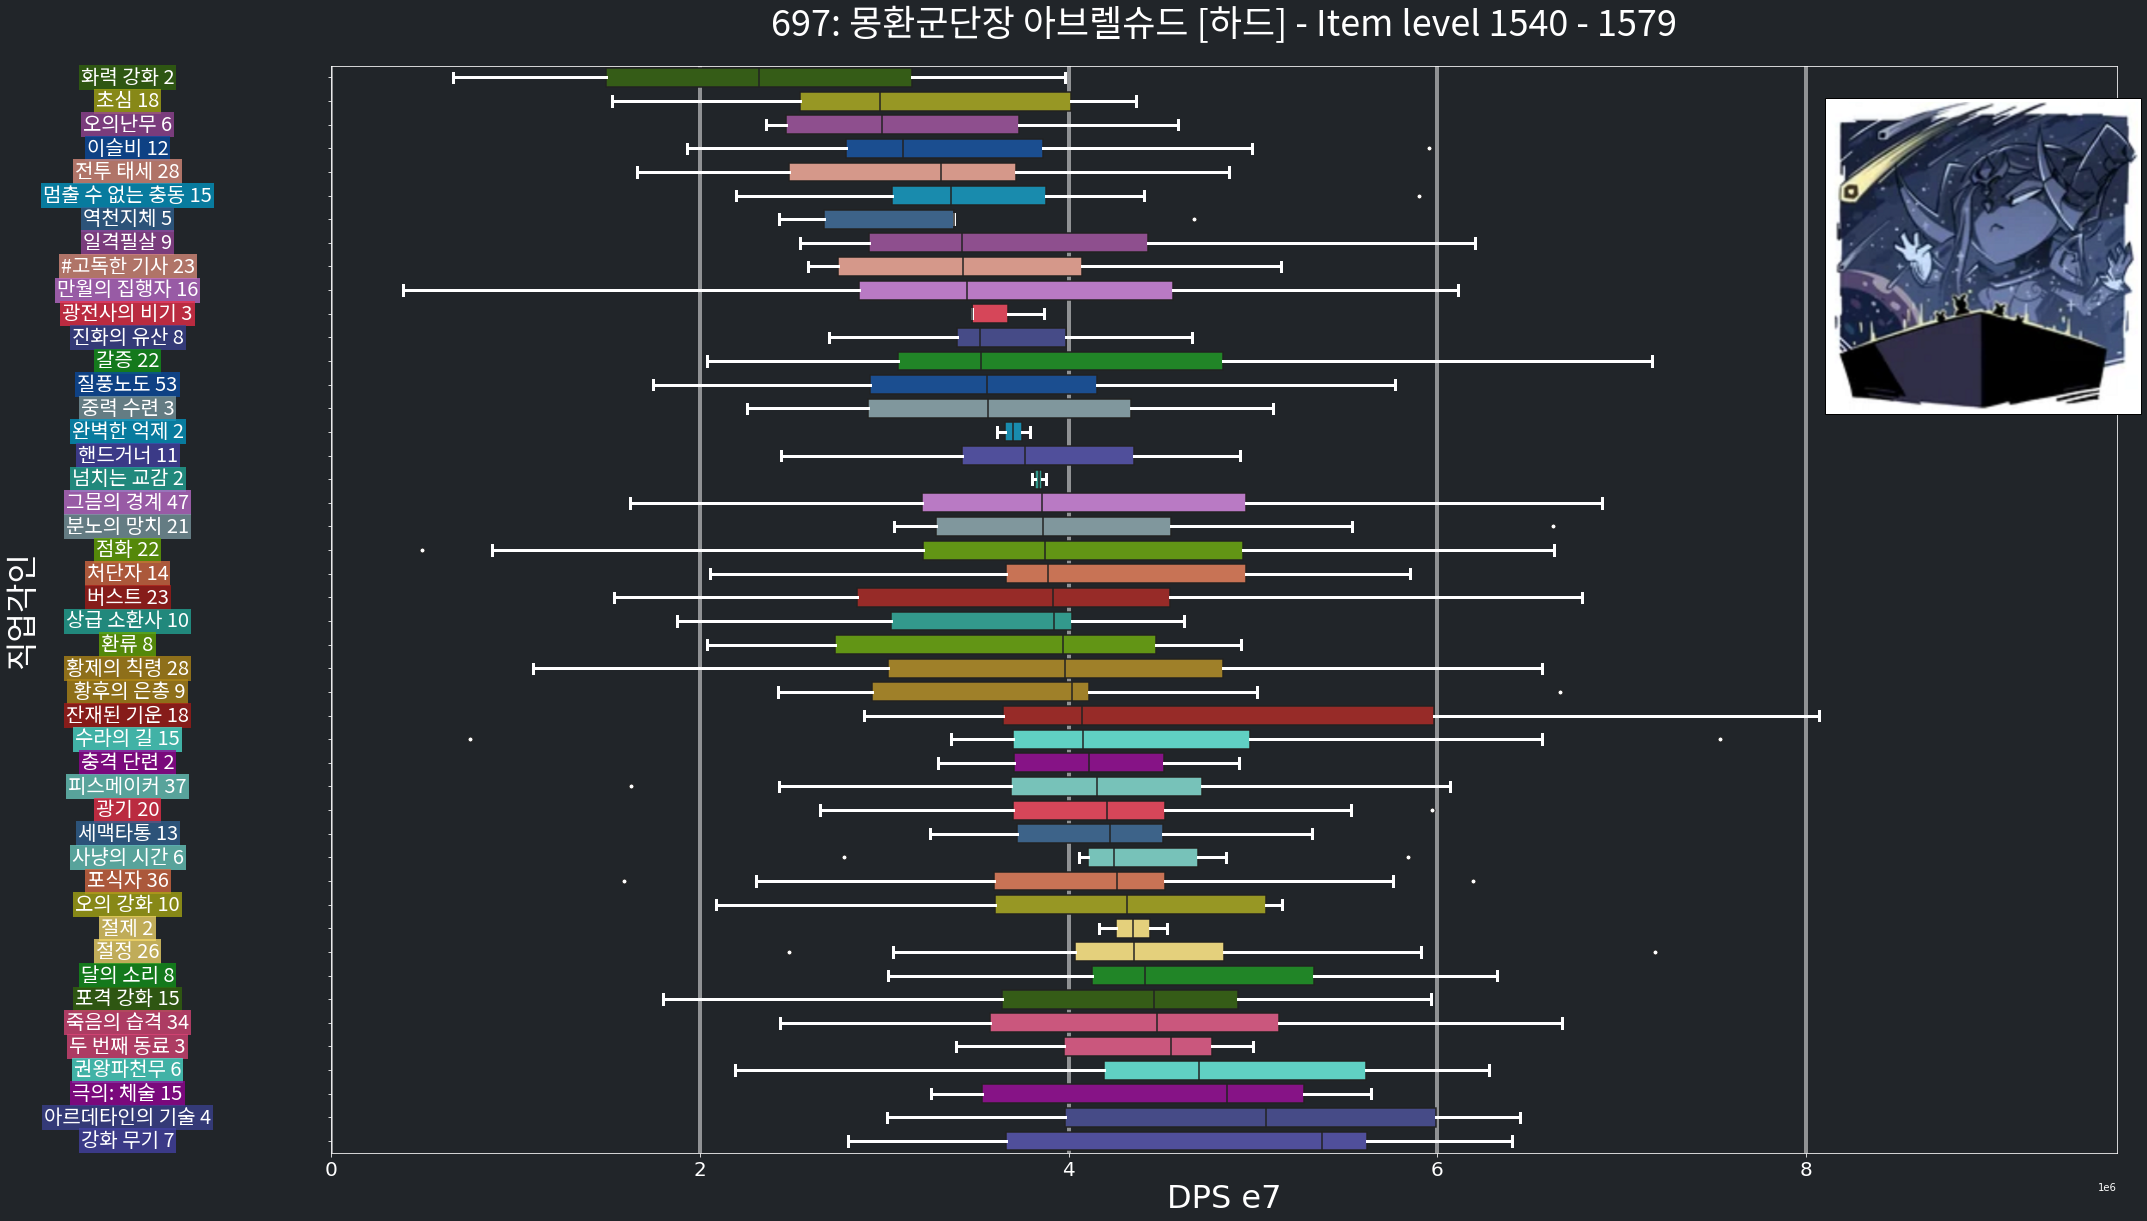 697: 몽환군단장 아브렐슈드 [하드] - Item level 1540 - 1579
화력 강화 2
초심 18
오의난무 6
이슬비 12
전투 태세 28
멈출 수 없는 충동 15
역천지체 5
일격필살 9
#고독한 기사 23
만월의 집행자 16
광전사의 비기 3
진화의 유산 8
갈증 22
질풍노도 53
중력 수련 3
완벽한 억제 2
핸드거너 11
넘치는 교감 2
그믐의 경계 47
분노의 망치 21
점화 22
처단자 14
버스트 23
상급 소환사 10
환류 8
황제의 칙령 28
황후의 은총 9
잔재된 기운 18
수라의 길 15
충격 단련 2
피스메이커 37
광기 20
세맥타통 13
사냥의 시간 6
포식자 36
오의 강화 10
절제 2
절정 26
달의 소리 8
포격 강화 15
죽음의 습격 34
두 번째 동료 3
권왕파천무 6
극의: 체술 15
아르데타인의 기술 4
강화 무기 7
직업각인
0 2 4 6 8
DPS e7
1e6